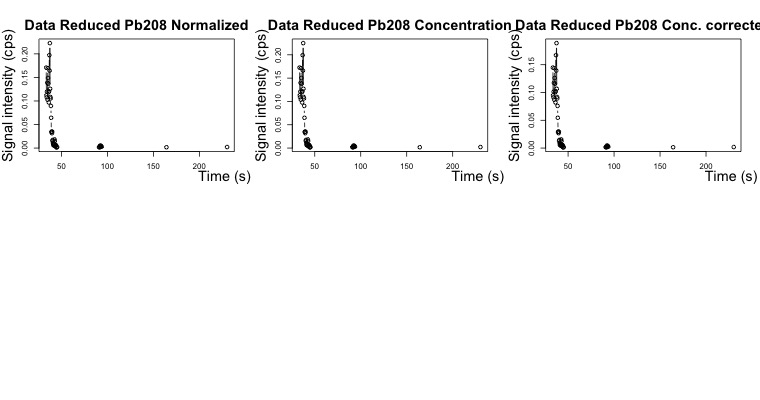 Data Reduced Pb208 Normalized
Signal intensity (cps)
0.20
0.15
0.10
0.05
0.00
50
100
150
200
Time (s)
Data Reduced Pb208 Concentration
Signal intensity (cps)
0.20
0.15
0.10
0.05
0.00
50
100
150
200
Time (s)
Data Reduced Pb208 Conc. correcte
Signal intensity (cps)
0.15
0.10
0.05
0.00
50
100
150
200
Time (s)